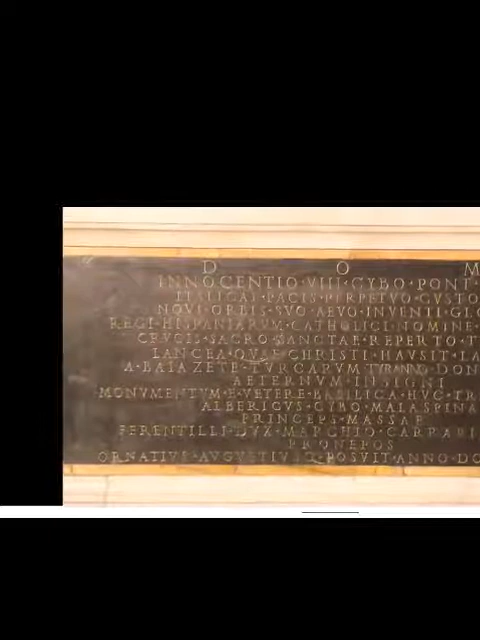 D O M
INNOCENTIO·VIII·CYBO·PONT·
ITALICAE·PACIS·PERPETVO·CVSTO
NOVI·ORBIS·SVO·AEVO·INVENTI·GLO
REGI·HISPANIARVM·CATHOLICI·NOMINE·
CRVCIS·SACRO·SANCTAE·REPERTO·T
LANCEA·QVAE·CHRISTI·HAVSIT·LA
A·BAIAZETE·TVRCARVM·TYRANNO·DON
AETERNVM·INSIGNI
MONVMENTVM·E·VETERE·BASILICA·HVC·TR
ALBERICVS·CYBO·MALASPINA
PRINCEPS·MASSAE
FERENTILLI·DVX·MARCHIO·CARRARI
PRONEPOS
ORNATIVS·AVGVSTIVSQ·POSVIT·ANNO·DO